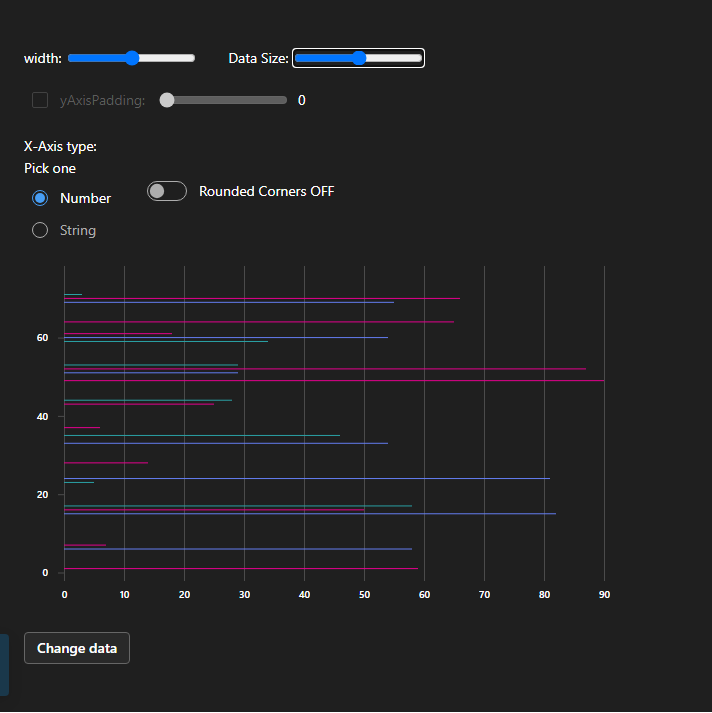 width: Data Size:
yAxisPadding: 0
X-Axis type:
Pick one
Number Rounded Corners OFF
String
60
40
20
0
0 10 20 30 40 50 60 70 80 90
Change data